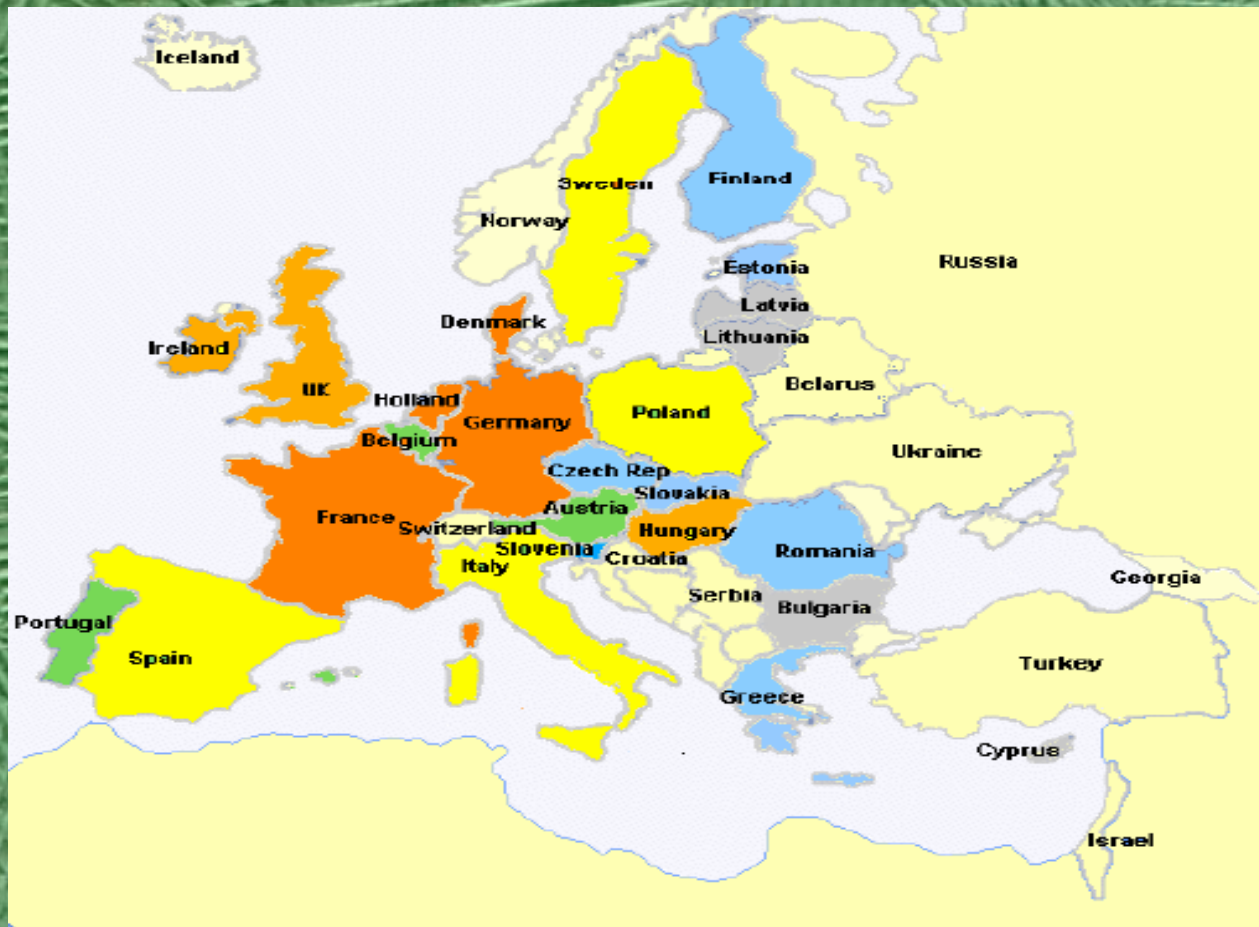 Iceland
Sweden
Finland
Norway
Russia
Estonia
Latvia
Denmark
Lithuania
Ireland
Belarus
UK
Holland
Poland
Germany
Belgium
Ukraine
Czech Rep
Slovakia
Austria
France
Switzerland
Hungary
Slovenia
Romania
Croatia
Italy
Georgia
Serbia
Bulgaria
Portugal
Spain
Turkey
Greece
Cyprus
Israel